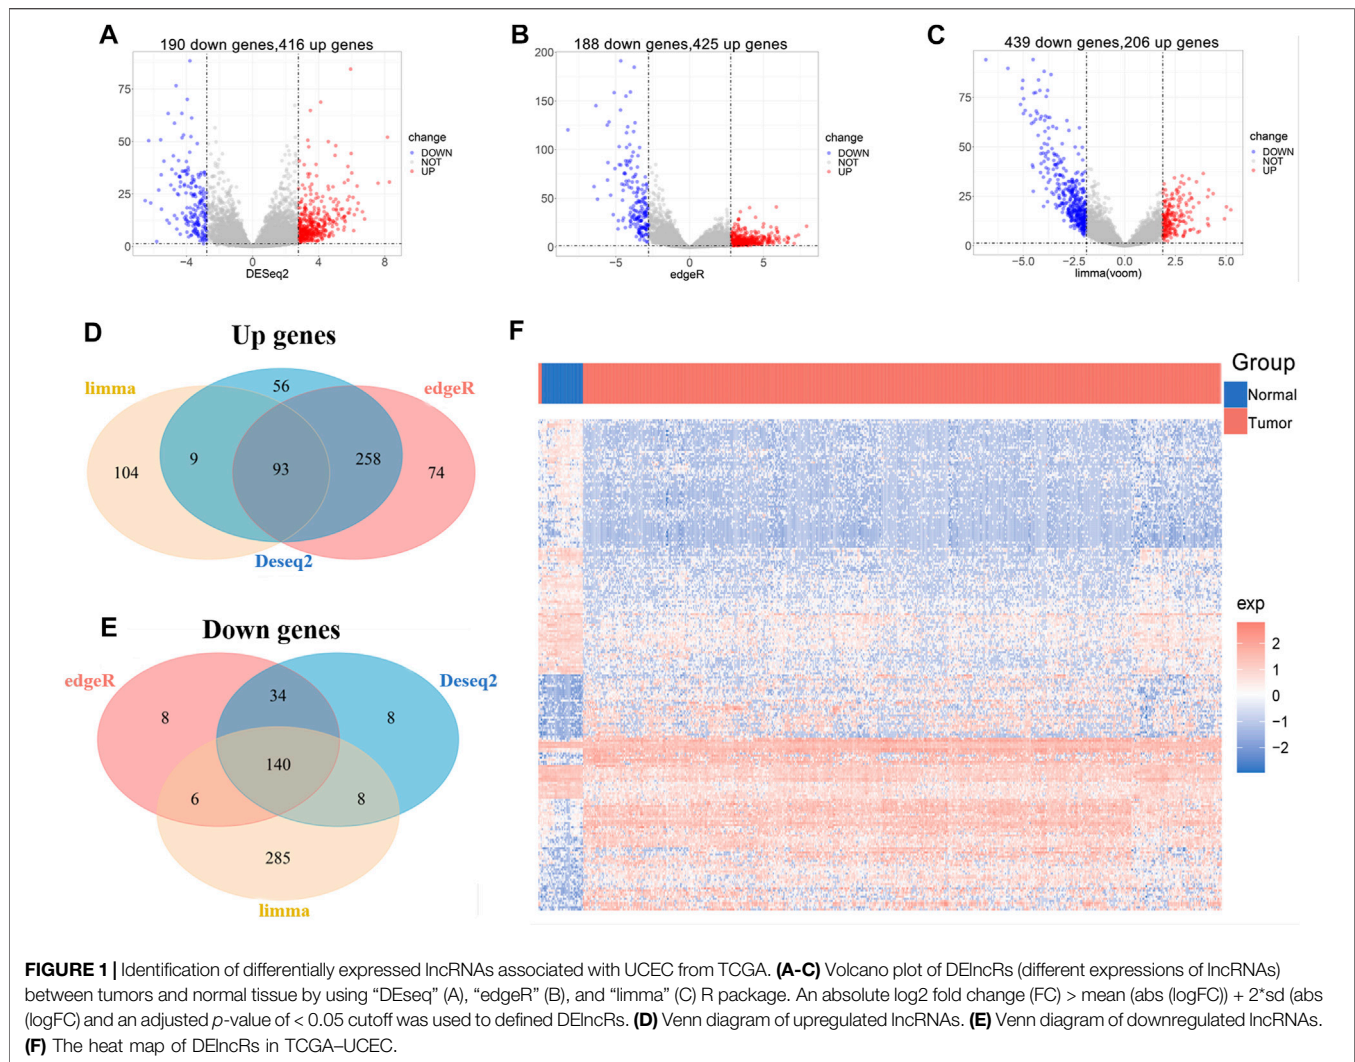 A
190 down genes,416 up genes
75
50
25
0
−4
0
4
8
DESeq2
change
DOWN
NOT
UP
B
188 down genes,425 up genes
200
150
100
50
0
−5
0
5
edgeR
change
DOWN
NOT
UP
C
439 down genes,206 up genes
75
50
25
0
−5.0
−2.5
0.0
2.5
5.0
limma(voom)
change
DOWN
NOT
UP
D
Up genes
limma
56
edgeR
104
9
93
258
74
Deseq2
E
Down genes
edgeR
34
Deseq2
8
8
140
6
8
285
limma
F
Group
Normal
Tumor
exp
2
1
0
−1
−2
FIGURE 1 | Identification of differentially expressed lncRNAs associated with UCEC from TCGA. (A-C) Volcano plot of DElncRs (different expressions of lncRNAs)
between tumors and normal tissue by using “DEseq” (A), “edgeR” (B), and “limma” (C) R package. An absolute log2 fold change (FC) > mean (abs (logFC)) + 2*sd (abs
(logFC) and an adjusted p-value of < 0.05 cutoff was used to defined DElncRs. (D) Venn diagram of upregulated lncRNAs. (E) Venn diagram of downregulated lncRNAs.
(F) The heat map of DElncRs in TCGA–UCEC.